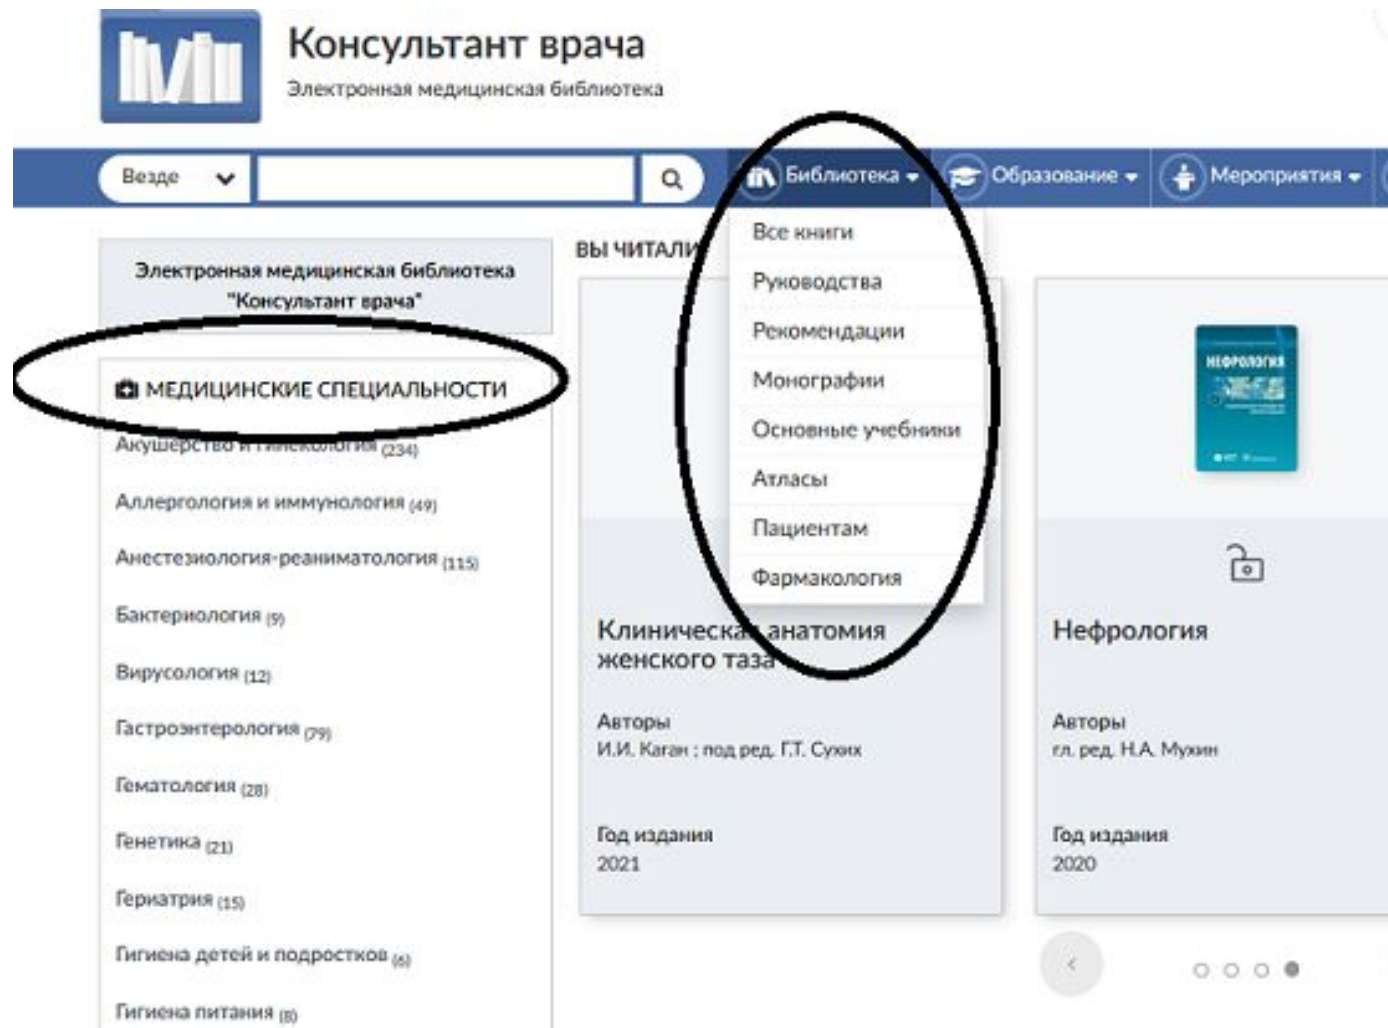 Консультант врача
Электронная медицинская библиотека
Везде
Библиотека
Образование
Мероприятия
Электронная медицинская библиотека
"Консультант врача"
МЕДИЦИНСКИЕ СПЕЦИАЛЬНОСТИ
Акушерство и гинекология (234)
Аллергология и иммунология (49)
Анестезиология-реаниматология (115)
Бактериология (9)
Вирусология (12)
Гастроэнтерология (79)
Гематология (28)
Генетика (21)
Гериатрия (15)
Гигиена детей и подростков (6)
Гигиена питания (8)
ВЫ ЧИТАЛИ
Все книги
Руководства
Рекомендации
Монографии
Основные учебники
Атласы
Пациентам
Фармакология
Клиническая анатомия
женского таза
Авторы
И.И. Каган ; под ред. Г.Т. Сухих
Год издания
2021
НЕФРОЛОГИЯ
Нефрология
Авторы
гл. ред. Н.А. Мухин
Год издания
2020